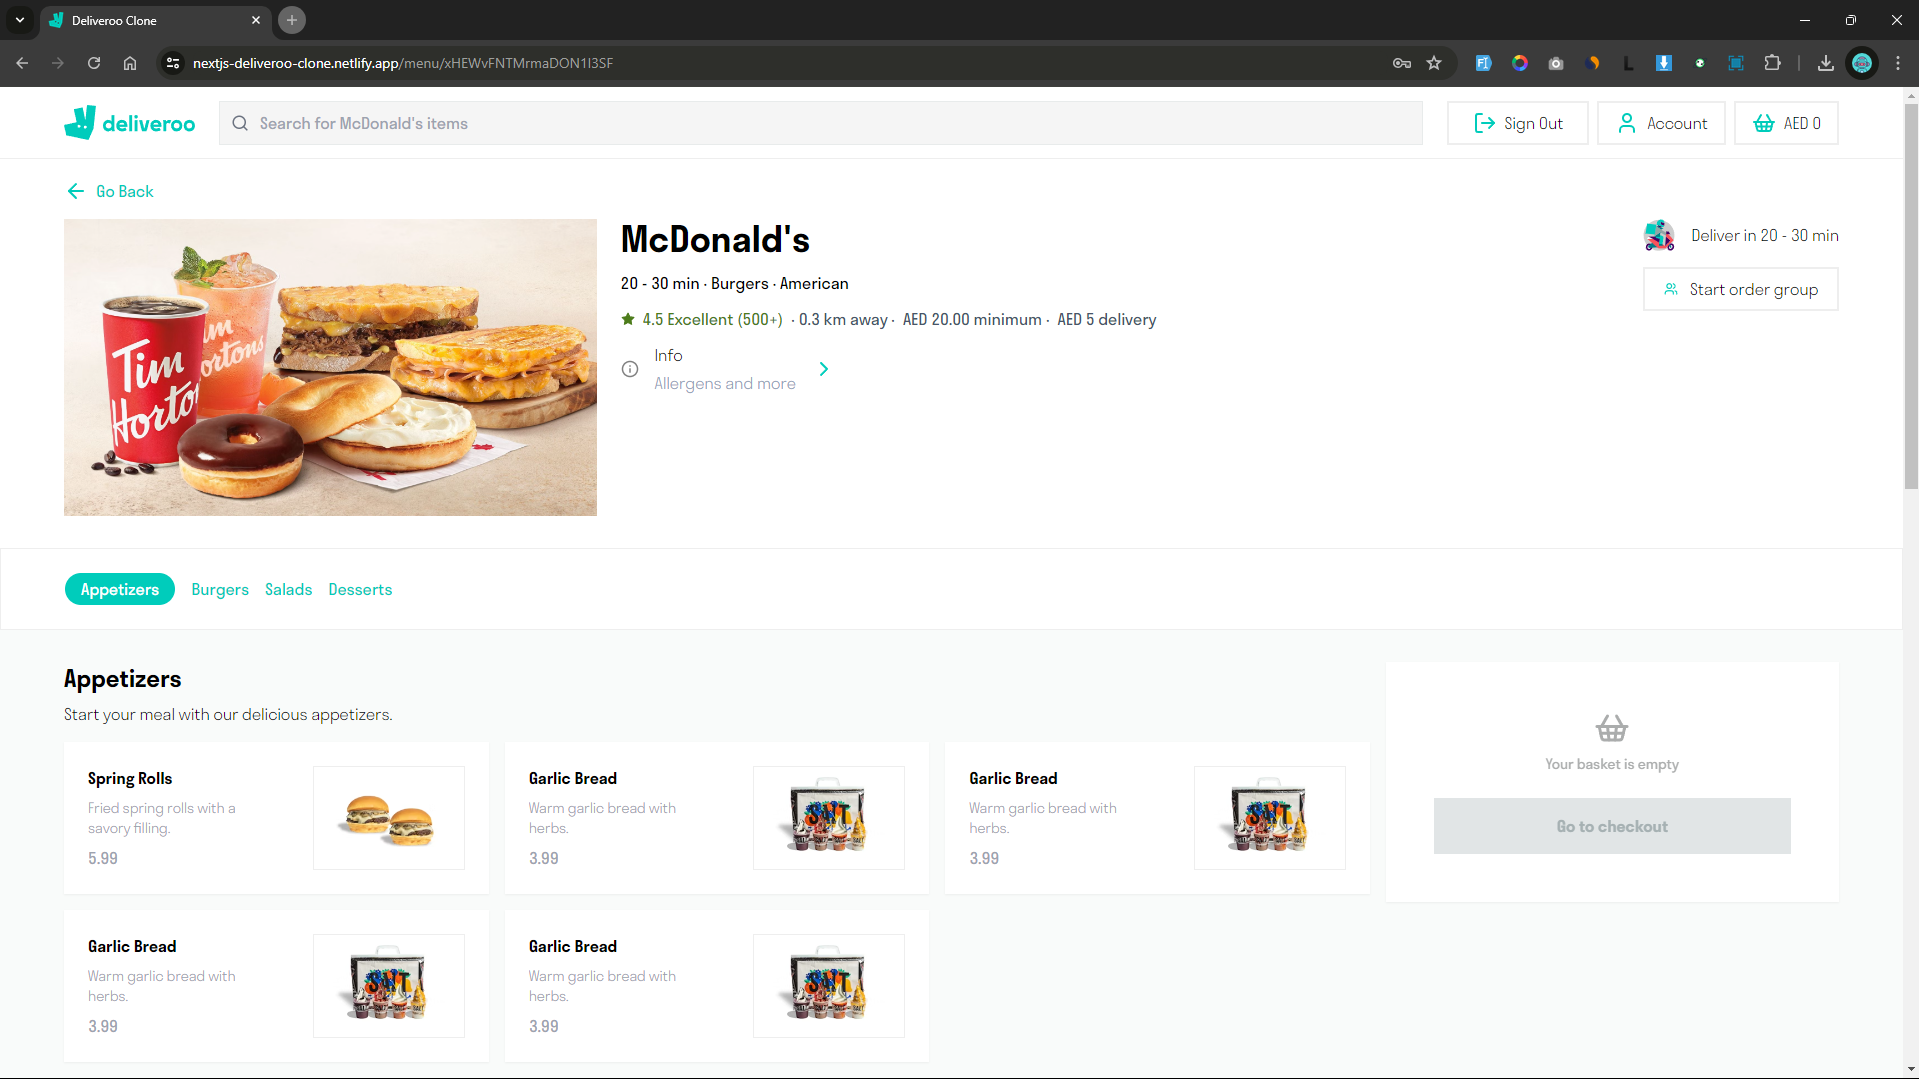 Deliveroo Clone
nextjs-deliveroo-clone.netlify.app/menu/xHEWvFNTMrmaDON1I3SF
deliveroo
Search for McDonald's items
Sign Out
Account
AED 0
Go Back
Tim
Horto
McDonald's
20 - 30 min · Burgers · American
4.5 Excellent (500+) · 0.3 km away · AED 20.00 minimum · AED 5 delivery
Info
Allergens and more
Deliver in 20 - 30 min
Start order group
Appetizers
Burgers
Salads
Desserts
Appetizers
Start your meal with our delicious appetizers.
Spring Rolls
Fried spring rolls with a
savory filling.
5.99
Garlic Bread
Warm garlic bread with
herbs.
3.99
Garlic Bread
Warm garlic bread with
herbs.
3.99
Garlic Bread
Warm garlic bread with
herbs.
3.99
Garlic Bread
Warm garlic bread with
herbs.
3.99
Your basket is empty
Go to checkout